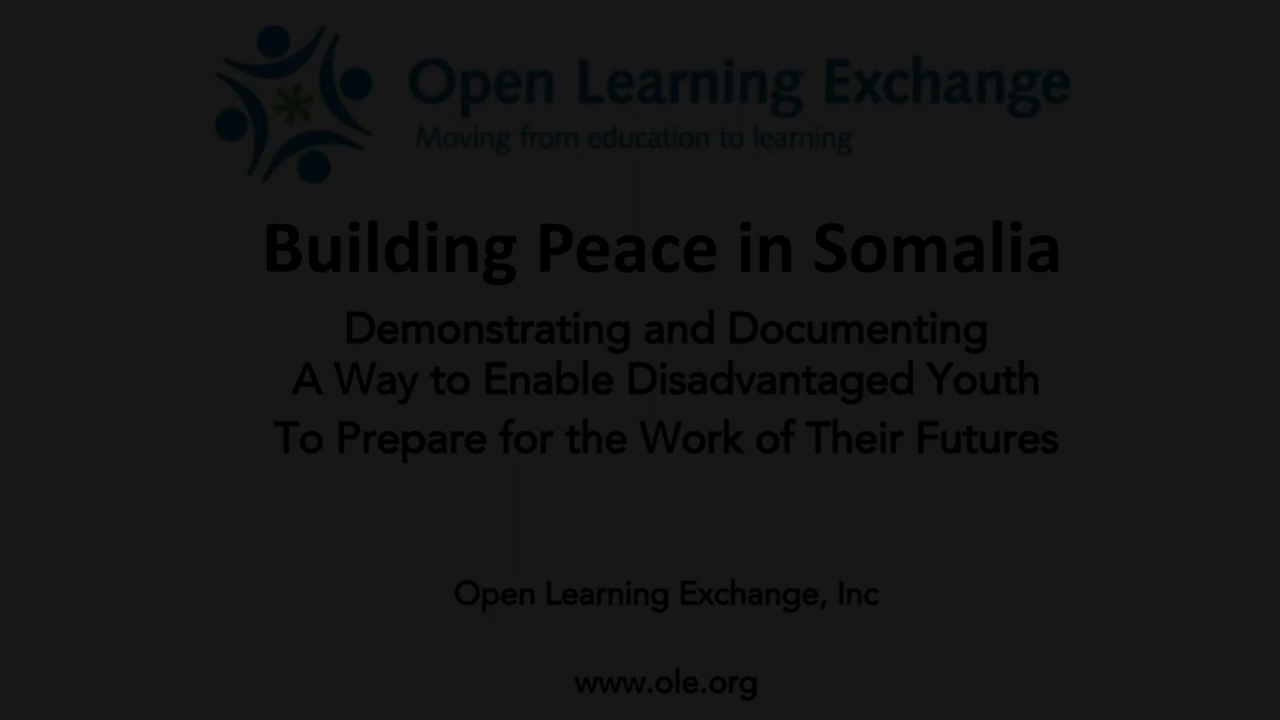 Open Learning Exchange
Moving from education to learning
Building Peace in Somalia
Demonstrating and Documenting
A Way to Enable Disadvantaged Youth
To Prepare for the Work of Their Futures
Open Learning Exchange, Inc
www.ole.org